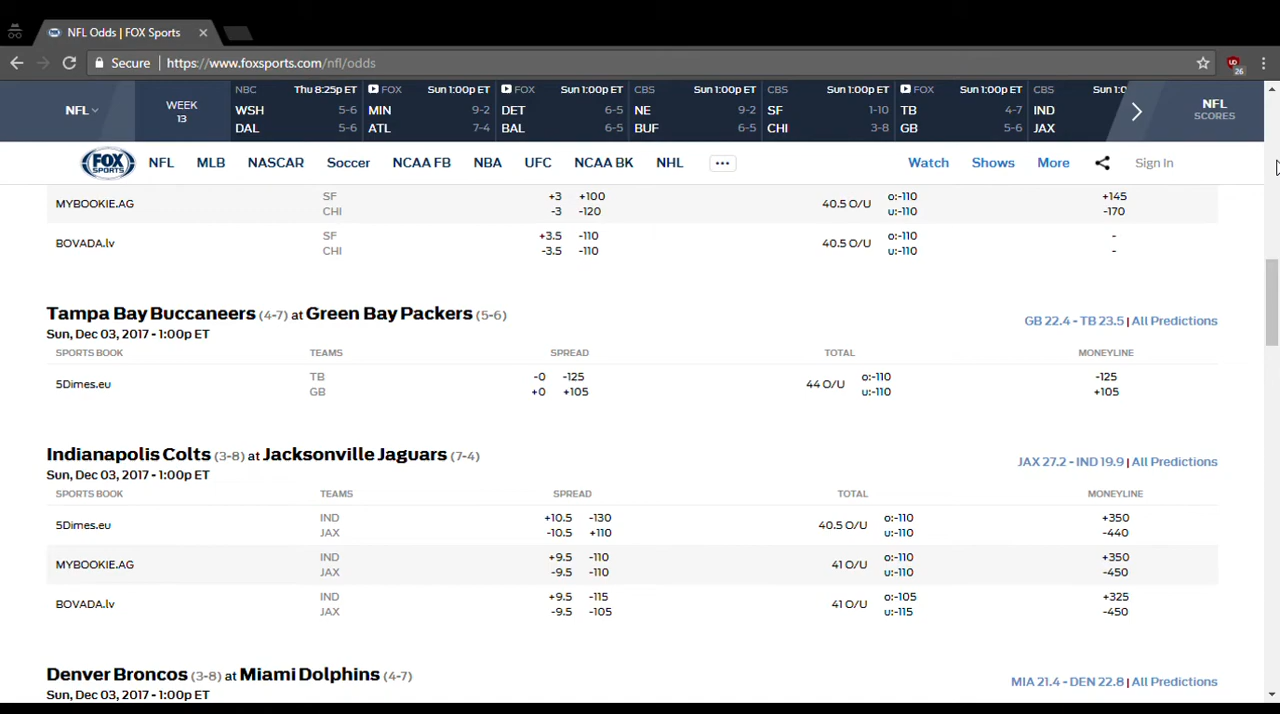 NFL Odds | FOX Sports
Secure https://www.foxsports.com/nfl/odds
26
NFL
WEEK
13
NBC Thu 8:25p ET
WSH 5-6
DAL 5-6
FOX Sun 1:00p ET
MIN 9-2
ATL 7-4
FOX Sun 1:00p ET
DET 6-5
BAL 6-5
CBS Sun 1:00p ET
NE 9-2
BUF 6-5
CBS Sun 1:00p ET
SF 1-10
CHI 3-8
FOX Sun 1:00p ET
TB 4-7
GB 5-6
CBS Sun 1:0
IND
JAX
NFL
SCORES
FOX SPORTS NFL MLB NASCAR Soccer NCAA FB NBA UFC NCAA BK NHL ... Watch Shows More Sign In
SF +3 +100 o:-110 +145
MYBOOKIE.AG 40.5 O/U
CHI -3 -120 u:-110 -170
SF +3.5 -110 o:-110 -
BOVADA.lv 40.5 O/U
CHI -3.5 -110 u:-110 -
Tampa Bay Buccaneers (4-7) at Green Bay Packers (5-6)
GB 22.4 - TB 23.5 | All Predictions
Sun, Dec 03, 2017 - 1:00p ET
SPORTS BOOK TEAMS SPREAD TOTAL MONEYLINE
TB -0 -125 o:-110 -125
5Dimes.eu 44 O/U
GB +0 +105 u:-110 +105
Indianapolis Colts (3-8) at Jacksonville Jaguars (7-4)
JAX 27.2 - IND 19.9 | All Predictions
Sun, Dec 03, 2017 - 1:00p ET
SPORTS BOOK TEAMS SPREAD TOTAL MONEYLINE
IND +10.5 -130 o:-110 +350
5Dimes.eu 40.5 O/U
JAX -10.5 +110 u:-110 -440
IND +9.5 -110 o:-110 +350
MYBOOKIE.AG 41 O/U
JAX -9.5 -110 u:-110 -450
IND +9.5 -115 o:-105 +325
BOVADA.lv 41 O/U
JAX -9.5 -105 u:-115 -450
Denver Broncos (3-8) at Miami Dolphins (4-7)
MIA 21.4 - DEN 22.8 | All Predictions
Sun, Dec 03, 2017 - 1:00p ET